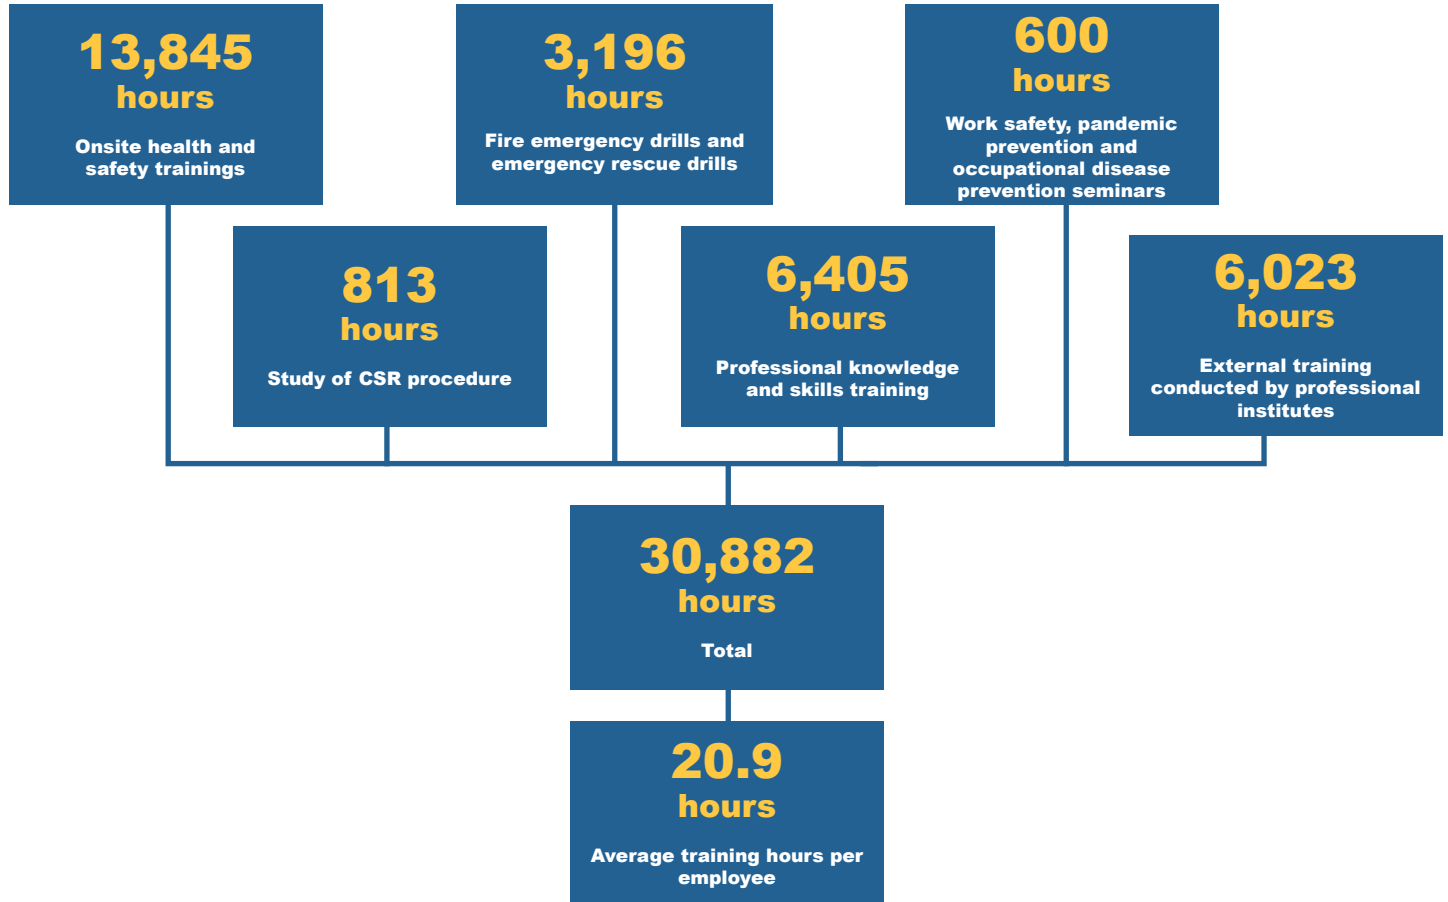 13,845
hours
Onsite health and
safety trainings
3,196
hours
Fire emergency drills and
emergency rescue drills
600
hours
Work safety, pandemic
prevention and
occupational disease
prevention seminars
813
hours
Study of CSR procedure
6,405
hours
Professional knowledge
and skills training
6,023
hours
External training
conducted by professional
institutes
30,882
hours
Total
20.9
hours
Average training hours per
employee